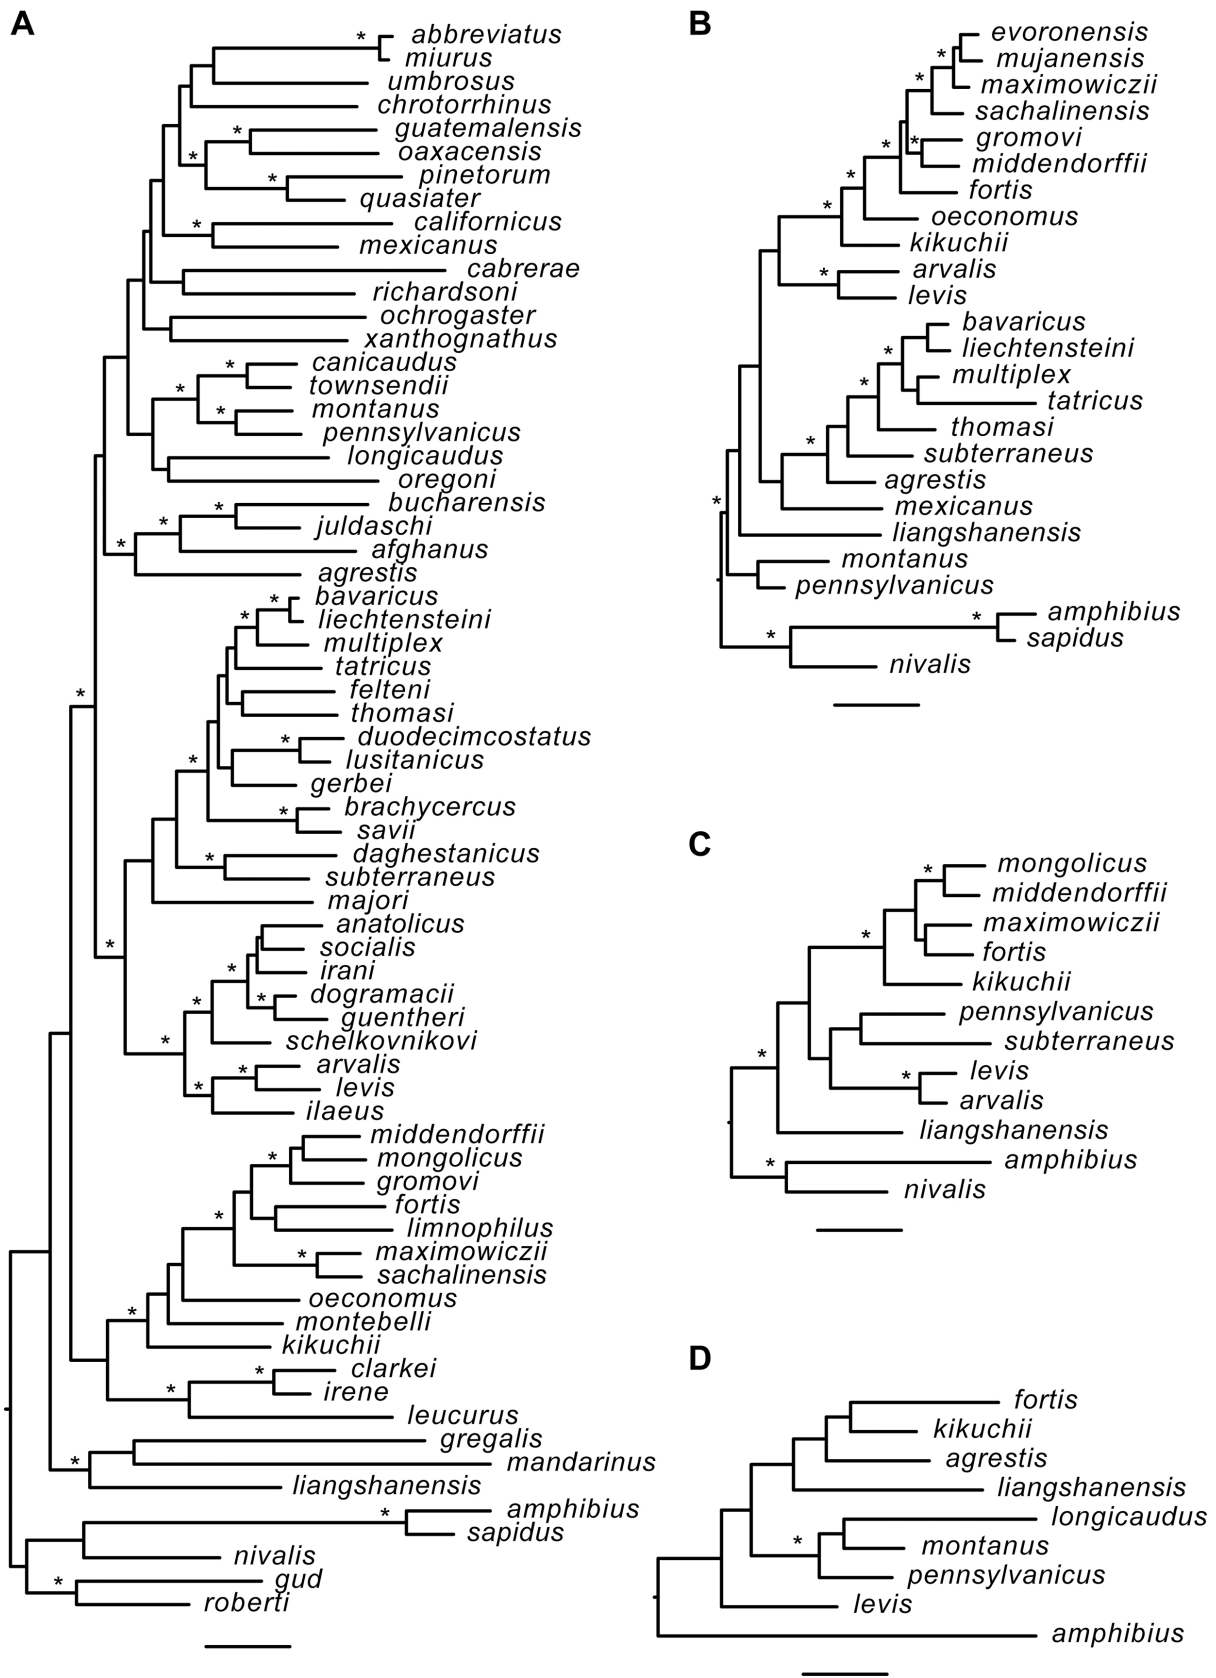 A
abbreviatus
miurus
umbrosus
chrotorrhinus
guatemalensis
oaxacensis
pinetorum
quasiater
californicus
mexicanus
cabrerae
richardsoni
ochrogaster
xanthognathus
canicaudus
townsendii
montanus
pennsylvanicus
longicaudus
oregoni
bucharensis
juldaschi
afghanus
agrestis
bavaricus
liechtensteini
multiplex
tatricus
felteni
thomasi
duodecimcostatus
lusitanicus
gerbei
brachycercus
savii
daghestanicus
subterraneus
majori
anatolicus
socialis
irani
dogramacii
guentheri
schelkovnikovi
arvalis
levis
ilaeus
middendorffii
mongolicus
gromovi
fortis
limnophilus
maximowiczii
sachalinensis
oeconomus
montebelli
kikuchii
clarkei
irene
leucurus
gregalis
mandarinus
liangshanensis
amphibius
sapidus
nivalis
gud
roberti
B
evoronensis
mujanensis
maximowiczii
sachalinensis
gromovi
middendorffii
fortis
oeconomus
kikuchii
arvalis
levis
bavaricus
liechtensteini
multiplex
tatricus
thomasi
subterraneus
agrestis
mexicanus
liangshanensis
montanus
pennsylvanicus
amphibius
sapidus
nivalis
C
mongolicus
middendorffii
maximowiczii
fortis
kikuchii
pennsylvanicus
subterraneus
levis
arvalis
liangshanensis
amphibius
nivalis
D
fortis
kikuchii
agrestis
liangshanensis
longicaudus
montanus
pennsylvanicus
levis
amphibius